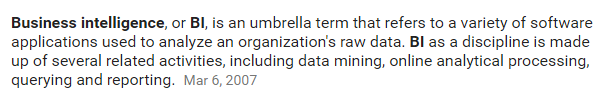 Business intelligence, or BI, is an umbrella term that refers to a variety of software
applications used to analyze an organization's raw data. BI as a discipline is made
up of several related activities, including data mining, online analytical processing,
querying and reporting. Mar 6, 2007